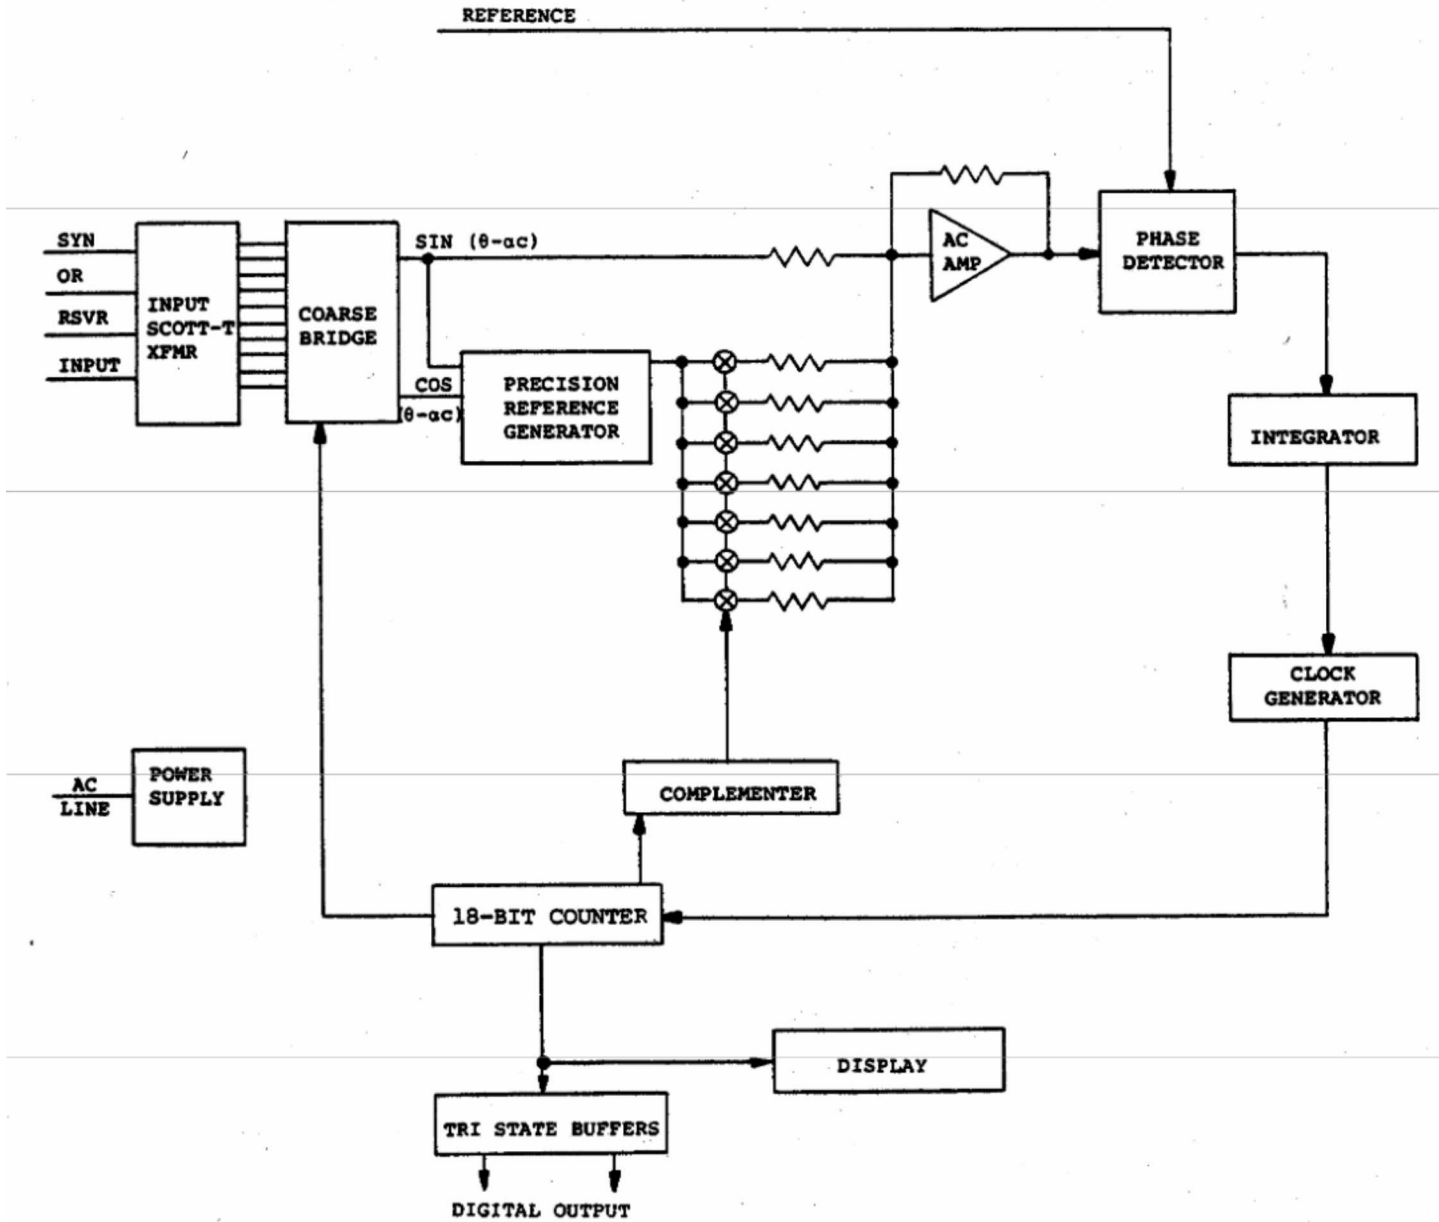 REFERENCE
SYN
OR
RSVR
INPUT
INPUT
SCOTT-T
XFMR
COARSE
BRIDGE
SIN (θ-αc)
COS
(θ-αc)
PRECISION
REFERENCE
GENERATOR
AC
AMP
PHASE
DETECTOR
INTEGRATOR
CLOCK
GENERATOR
AC
LINE
POWER
SUPPLY
COMPLEMENTER
18-BIT COUNTER
DISPLAY
TRI STATE BUFFERS
DIGITAL OUTPUT